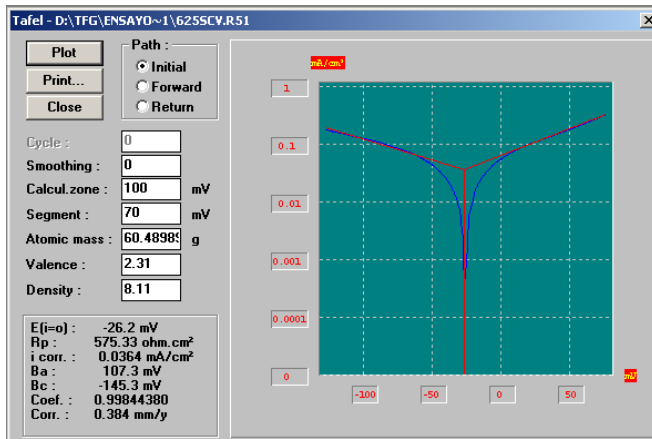 Tafel - D:\TFG\ENSAYO~1\625SCV.R51
Plot
Print...
Close
Path :
Initial
Forward
Return
Cycle : 0
Smoothing : 0
Calcul.zone : 100 mV
Segment : 70 mV
Atomic mass : 60.48989 g
Valence : 2.31
Density : 8.11
E(i=o) : -26.2 mV
Rp : 575.33 ohm.cm²
i corr. : 0.0364 mA/cm²
Ba : 107.3 mV
Bc : -145.3 mV
Coef. : 0.99844380
Corr. : 0.384 mm/y
mA/cm²
1
0.1
0.01
0.001
0.0001
0
-100 -50 0 50
mV